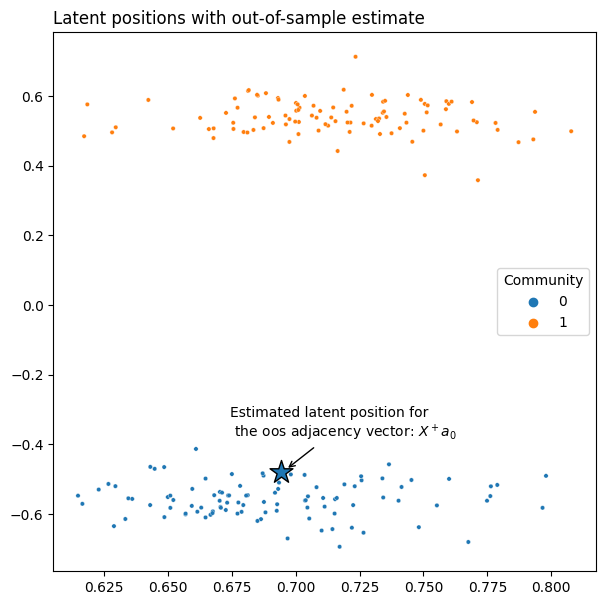 Latent positions with out-of-sample estimate
0.6
0.4
0.2
0.0
−0.2
−0.4
−0.6
Community
0
1
Estimated latent position for
the oos adjacency vector: $X^+a_0$
0.625 0.650 0.675 0.700 0.725 0.750 0.775 0.800